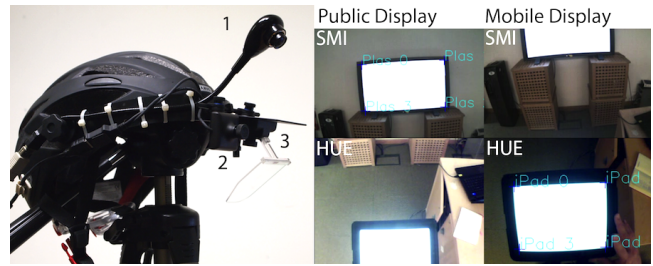 1
2
3
Public Display
Mobile Display
SMI
Plas 0
Plas
Plas 3
Plas
SMI
HUE
HUE
iPad 0
iPad
iPad 3
iPad